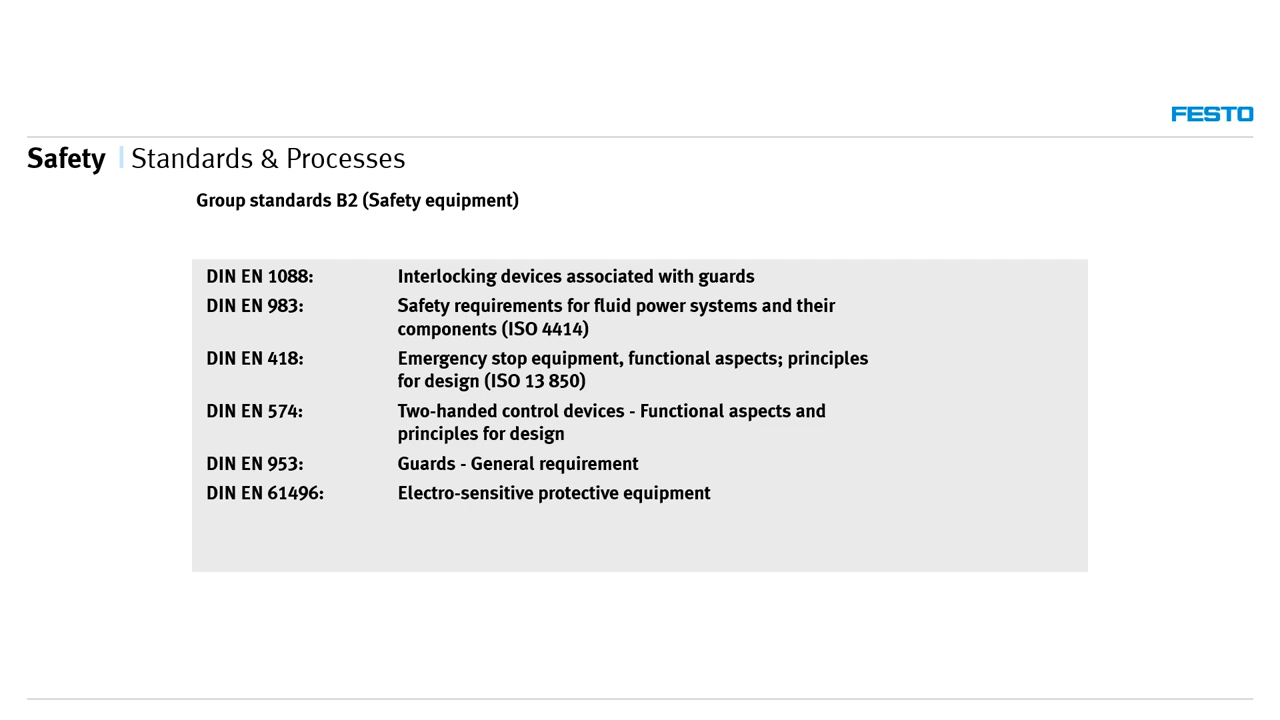 FESTO
Safety | Standards & Processes
Group standards B2 (Safety equipment)
DIN EN 1088: Interlocking devices associated with guards
DIN EN 983: Safety requirements for fluid power systems and their
components (ISO 4414)
DIN EN 418: Emergency stop equipment, functional aspects; principles
for design (ISO 13 850)
DIN EN 574: Two-handed control devices - Functional aspects and
principles for design
DIN EN 953: Guards - General requirement
DIN EN 61496: Electro-sensitive protective equipment